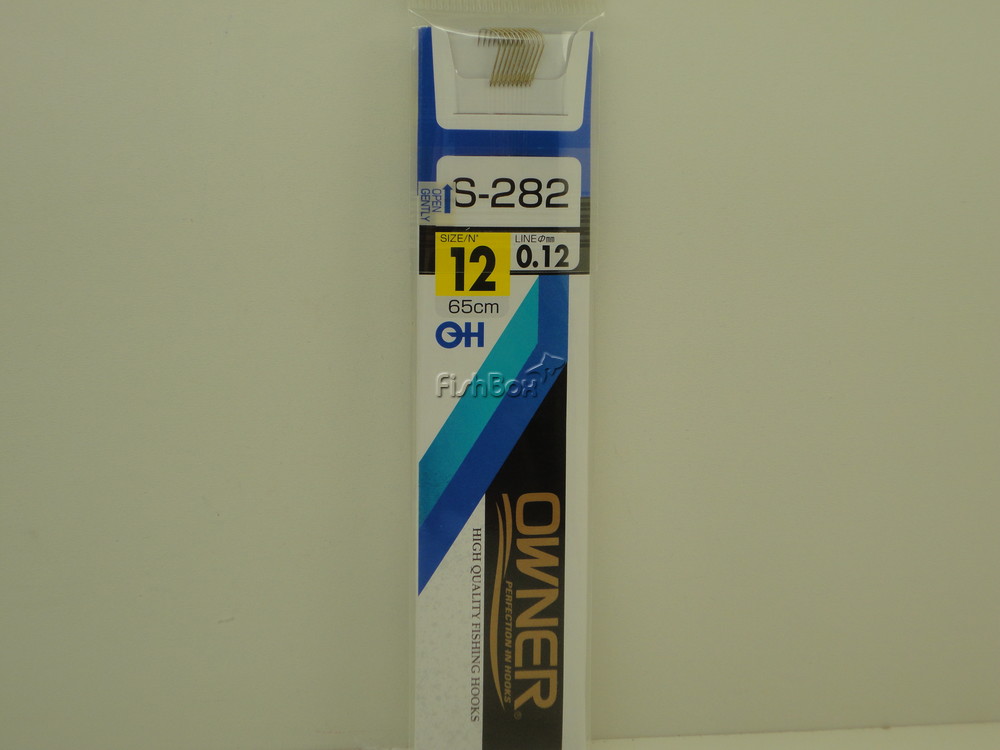 S-282
OPEN
GENTLY
SIZE/N°
12
65cm
LINEΦmm
0.12
OH
FishBox
OWNER®
PERFECTION IN HOOKS
HIGH QUALITY FISHING HOOKS